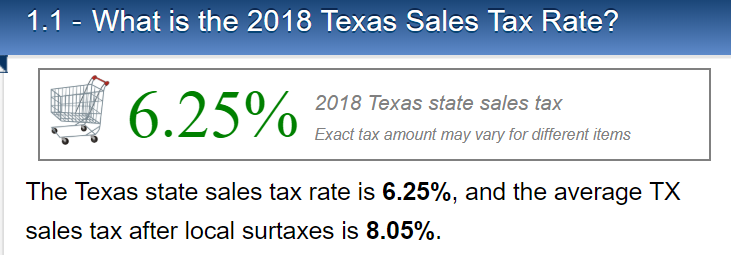 1.1 - What is the 2018 Texas Sales Tax Rate?
6.25%
2018 Texas state sales tax
Exact tax amount may vary for different items
The Texas state sales tax rate is 6.25%, and the average TX
sales tax after local surtaxes is 8.05%.